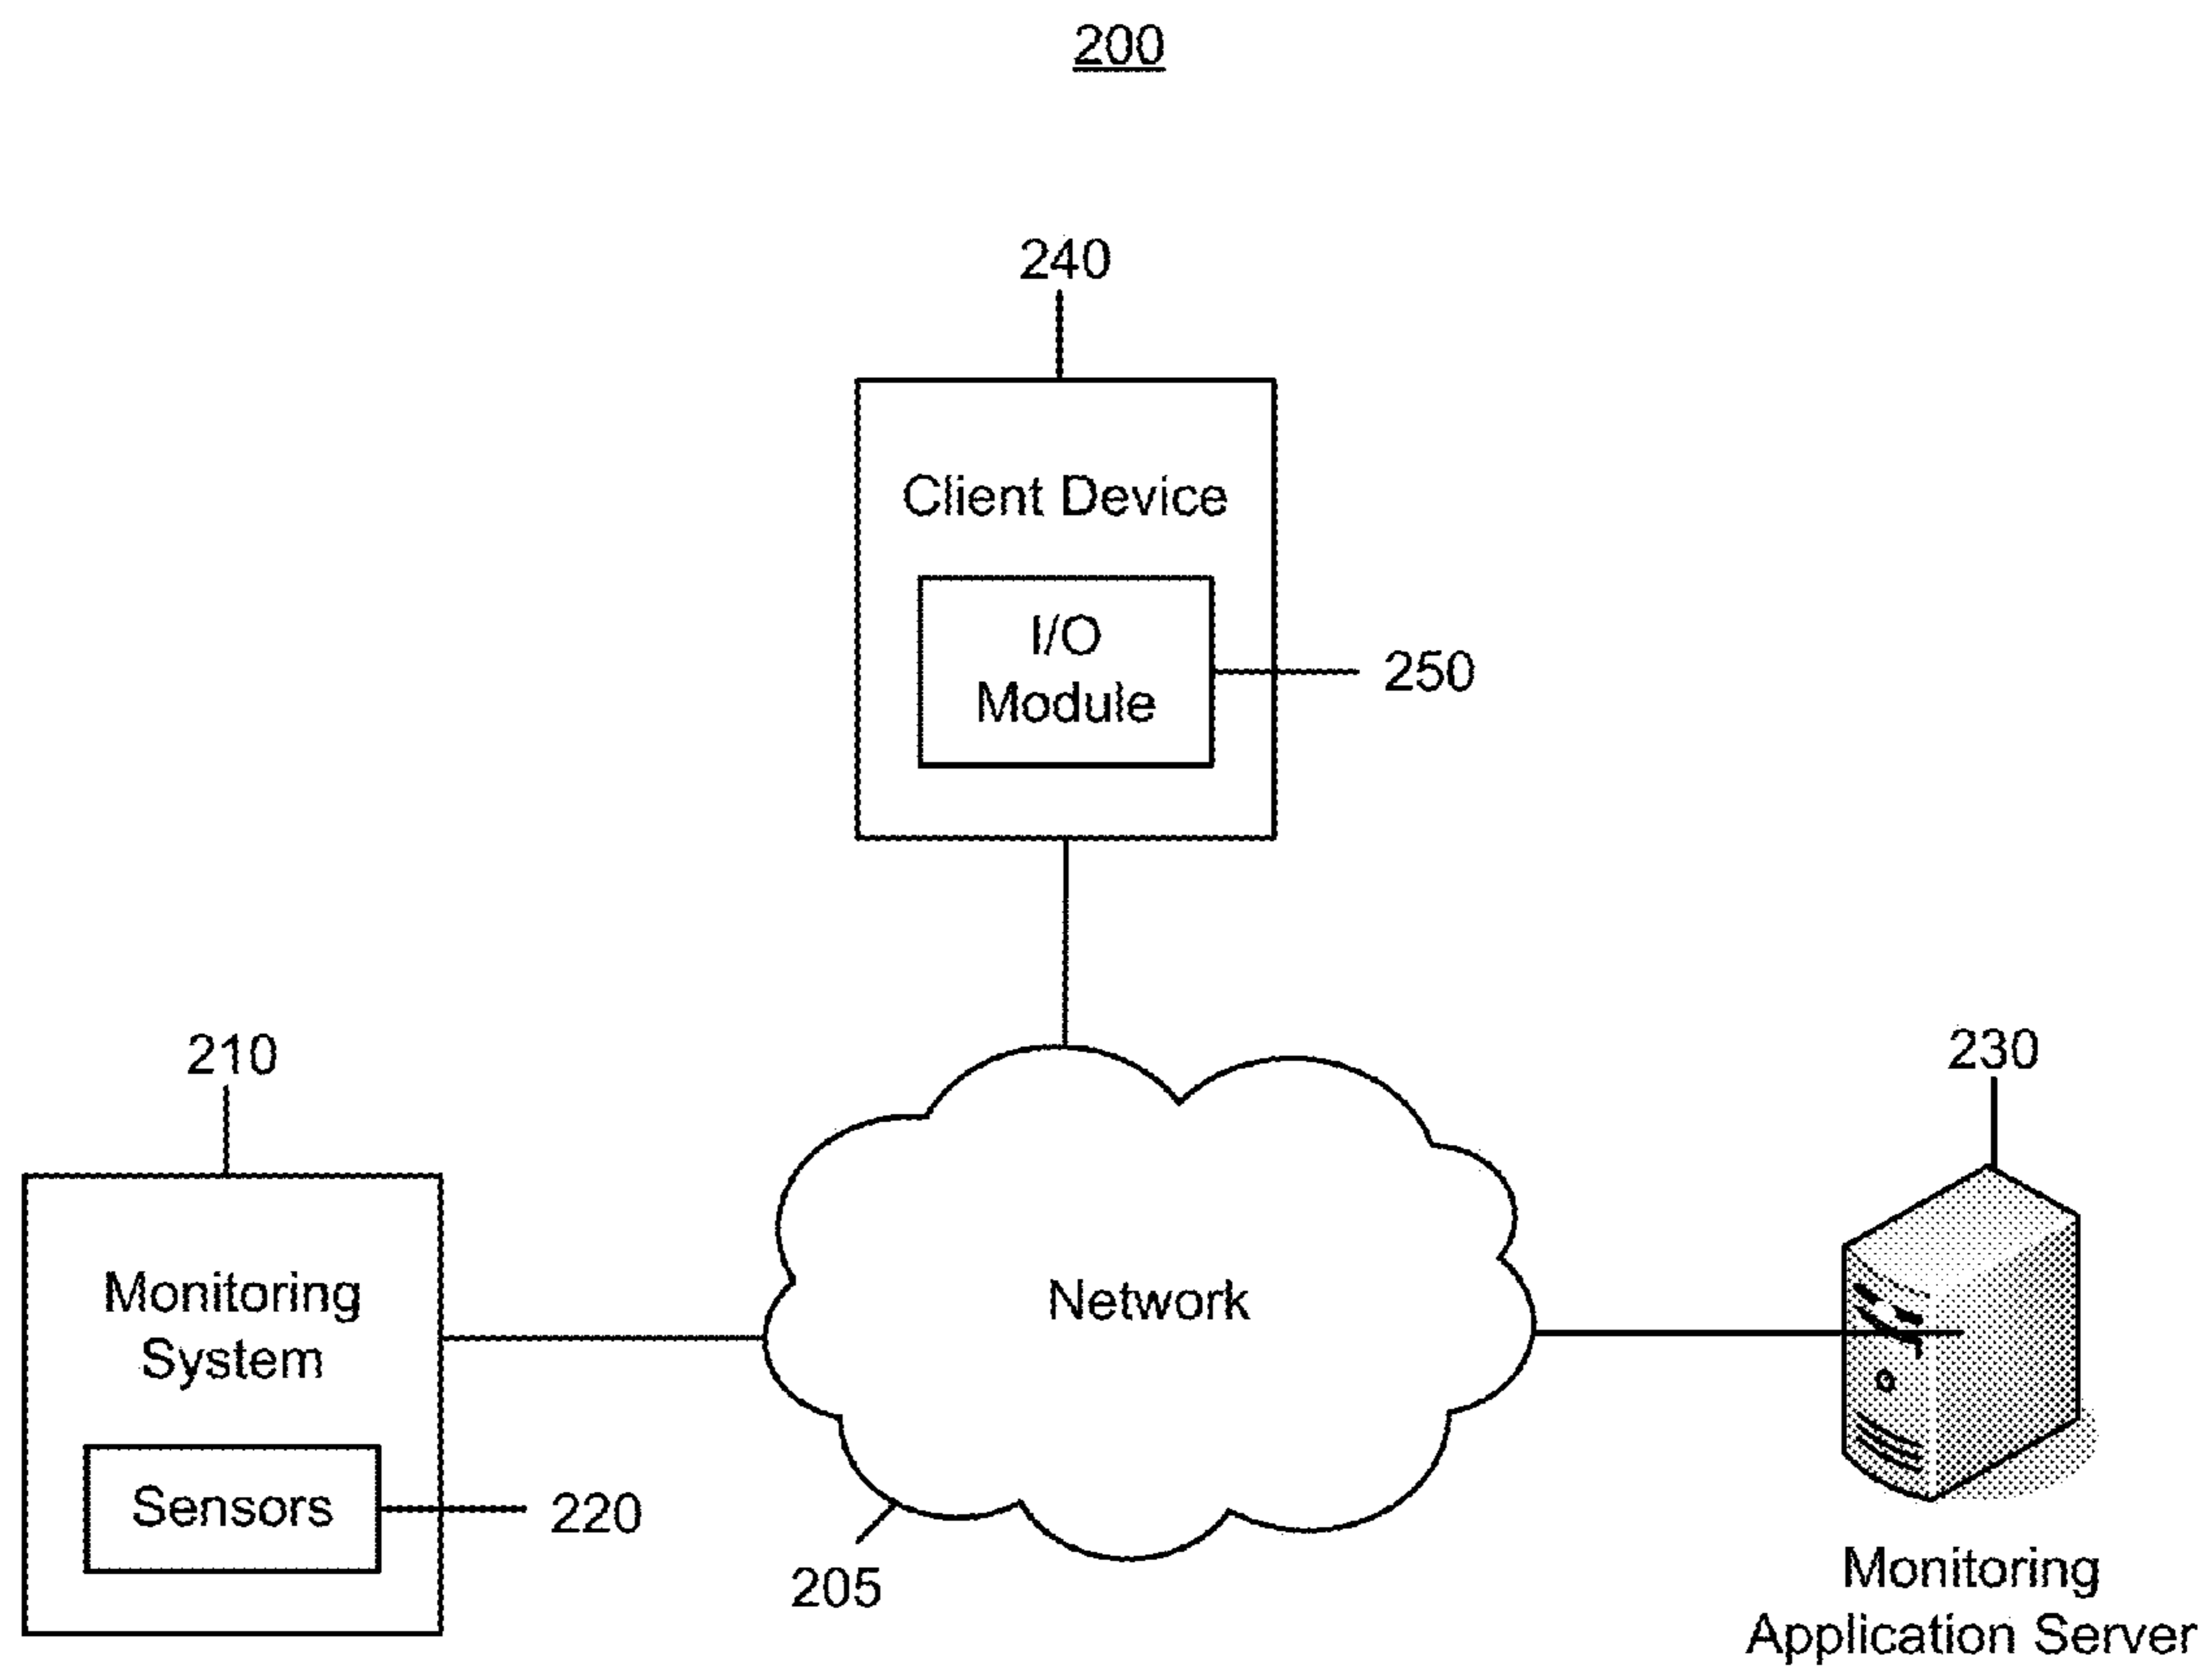 200
240
Client Device
I/O
Module
250
210
230
Monitoring
System
Network
Sensors
220
205
Monitoring
Application Server